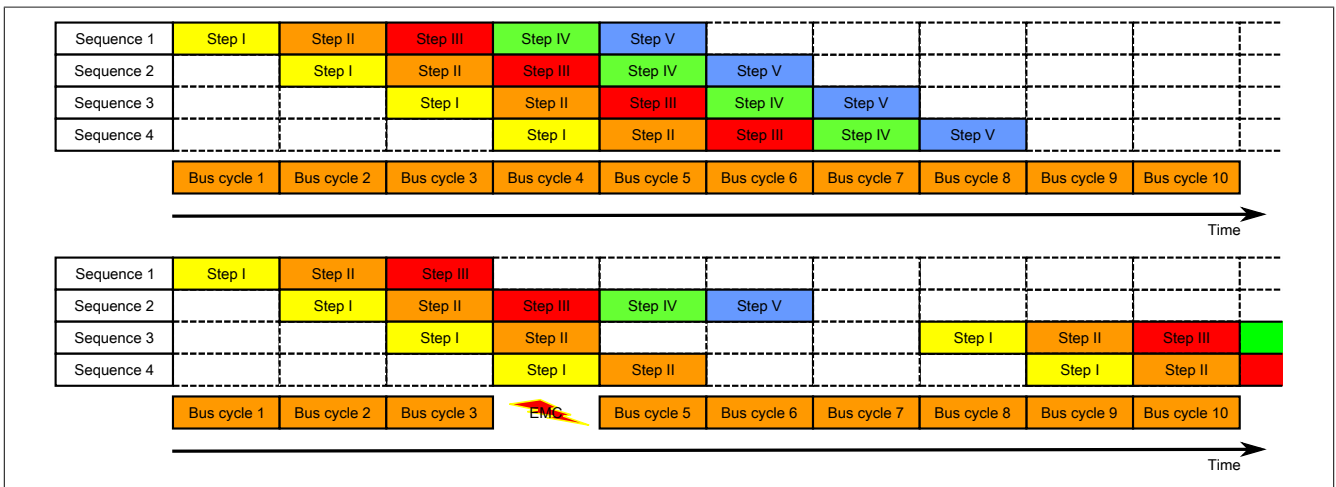 Sequence 1 Step I Step II Step III Step IV Step V
Sequence 2 Step I Step II Step III Step IV Step V
Sequence 3 Step I Step II Step III Step IV Step V
Sequence 4 Step I Step II Step III Step IV Step V
Bus cycle 1 Bus cycle 2 Bus cycle 3 Bus cycle 4 Bus cycle 5 Bus cycle 6 Bus cycle 7 Bus cycle 8 Bus cycle 9 Bus cycle 10
Time
Sequence 1 Step I Step II Step III
Sequence 2 Step I Step II Step III Step IV Step V
Sequence 3 Step I Step II Step I Step II Step III
Sequence 4 Step I Step II Step I Step II
Bus cycle 1 Bus cycle 2 Bus cycle 3 EMC Bus cycle 5 Bus cycle 6 Bus cycle 7 Bus cycle 8 Bus cycle 9 Bus cycle 10
Time